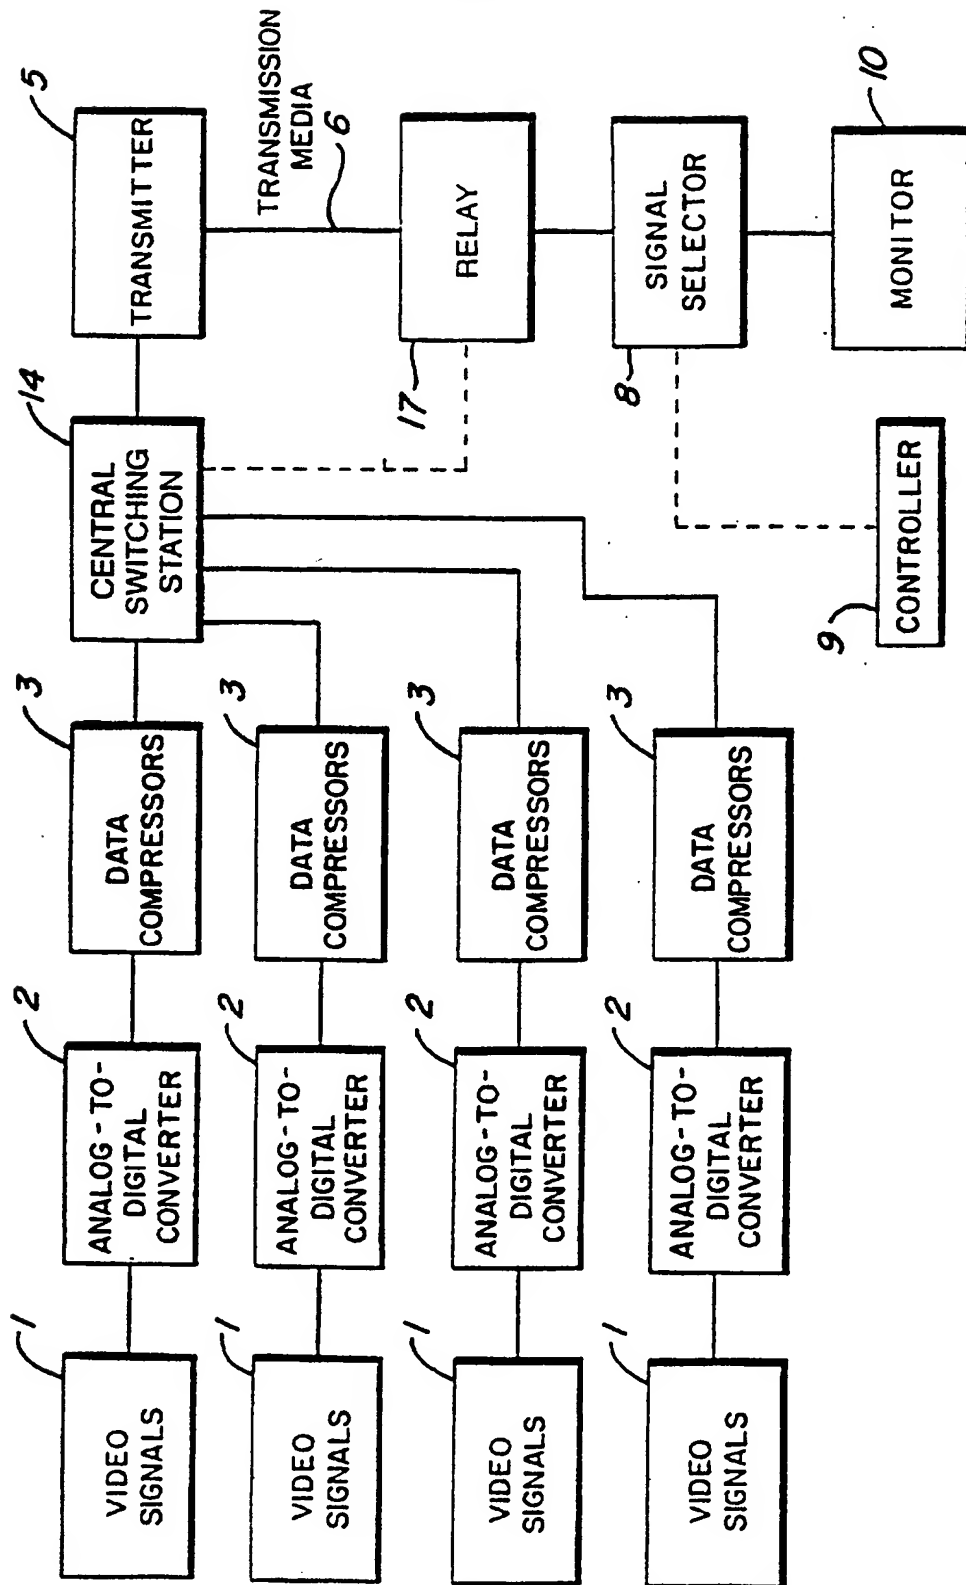 1
VIDEO
SIGNALS
2
ANALOG-TO-
DIGITAL
CONVERTER
3
DATA
COMPRESSORS
14
CENTRAL
SWITCHING
STATION
5
TRANSMITTER
1
VIDEO
SIGNALS
2
ANALOG-TO-
DIGITAL
CONVERTER
3
DATA
COMPRESSORS
TRANSMISSION
MEDIA
6
1
VIDEO
SIGNALS
2
ANALOG-TO-
DIGITAL
CONVERTER
3
DATA
COMPRESSORS
17
RELAY
1
VIDEO
SIGNALS
2
ANALOG-TO-
DIGITAL
CONVERTER
3
DATA
COMPRESSORS
8
SIGNAL
SELECTOR
9
CONTROLLER
10
MONITOR